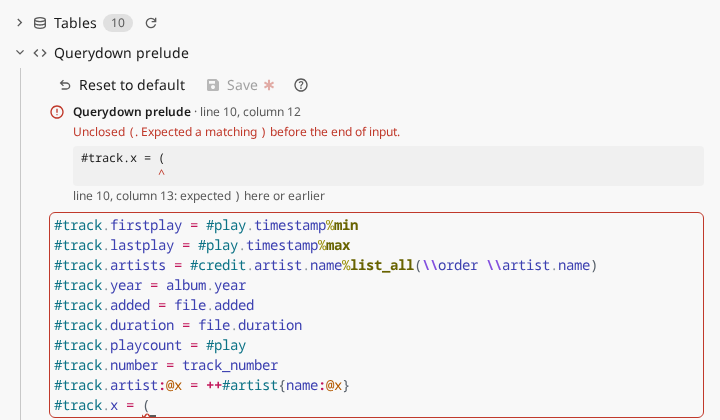 Tables 10
Querydown prelude
Reset to default Save *
Querydown prelude · line 10, column 12
Unclosed (. Expected a matching ) before the end of input.
#track.x = (
^
line 10, column 13: expected ) here or earlier
#track.firstplay = #play.timestamp%min
#track.lastplay = #play.timestamp%max
#track.artists = #credit.artist.name%list_all(\\order \\artist.name)
#track.year = album.year
#track.added = file.added
#track.duration = file.duration
#track.playcount = #play
#track.number = track_number
#track.artist:@x = ++#artist{name:@x}
#track.x = (